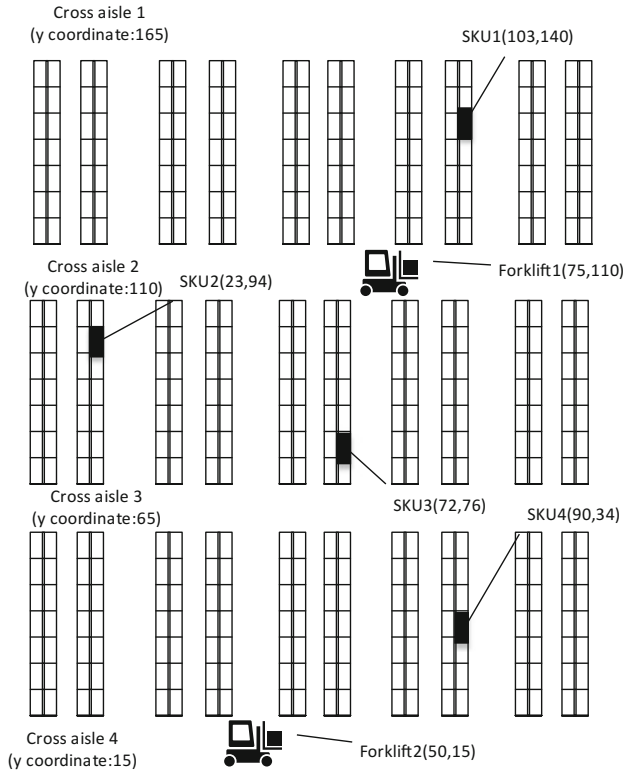 Cross aisle 1
(y coordinate:165)
SKU1(103,140)
Cross aisle 2
(y coordinate:110)
SKU2(23,94)
Forklift1(75,110)
Cross aisle 3
(y coordinate:65)
SKU3(72,76)
SKU4(90,34)
Cross aisle 4
(y coordinate:15)
Forklift2(50,15)